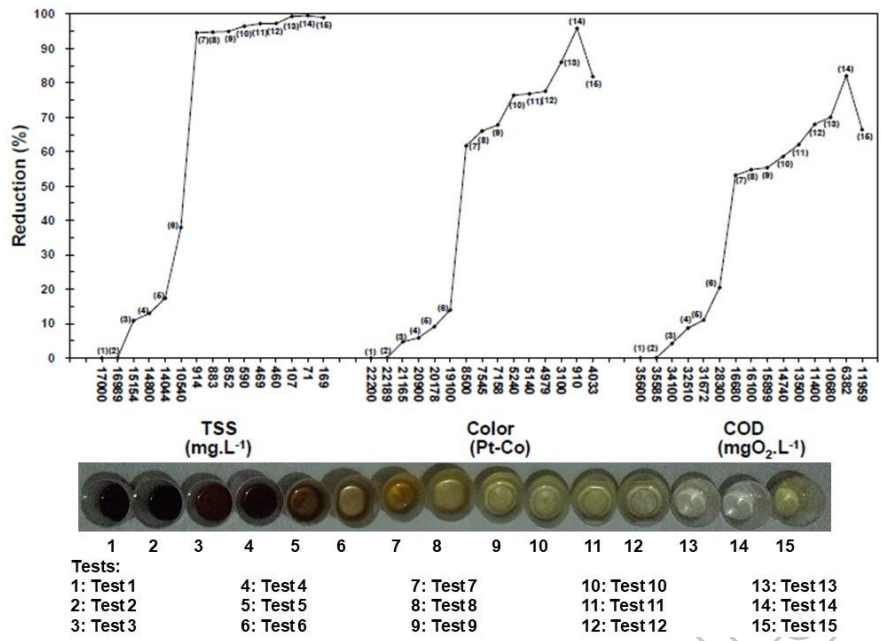 Reduction (%)
100
90
80
70
60
50
40
30
20
10
0
(1) (2) (3) (4) (5) (6) (7) (8) (9) (10) (11) (12) (13) (14) (15)
(1) (2) (3) (4) (5) (6) (7) (8) (9) (10) (11) (12) (13) (14) (15)
(1) (2) (3) (4) (5) (6) (7) (8) (9) (10) (11) (12) (13) (14) (15)
17000 16989 15154 14800 14044 10540 914 883 852 590 469 460 107 71 169
22200 22189 21165 20900 20178 19100 8500 7545 7158 5240 5140 4979 3100 910 4033
35600 35585 34100 32510 31672 28300 16680 16100 15899 14740 13500 11400 10680 6382 11959
TSS Color COD
(mg.L-1) (Pt-Co) (mgO2.L-1)
1 2 3 4 5 6 7 8 9 10 11 12 13 14 15
Tests:
1: Test 1 4: Test 4 7: Test 7 10: Test 10 13: Test 13
2: Test 2 5: Test 5 8: Test 8 11: Test 11 14: Test 14
3: Test 3 6: Test 6 9: Test 9 12: Test 12 15: Test 15